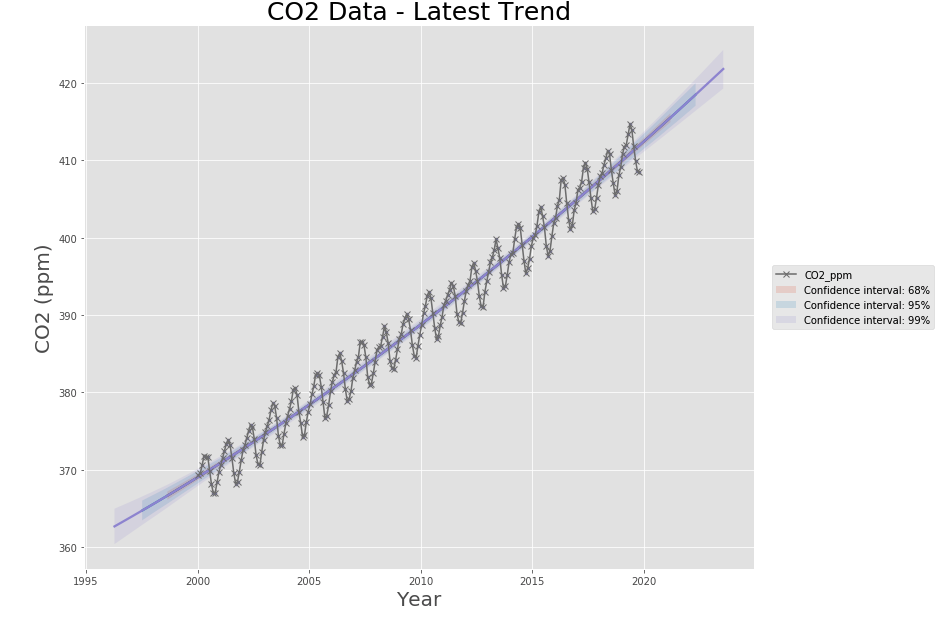 CO2 Data - Latest Trend
CO2 (ppm)
420
410
400
390
380
370
360
1995
2000
2005
2010
2015
2020
Year
CO2_ppm
Confidence interval: 68%
Confidence interval: 95%
Confidence interval: 99%